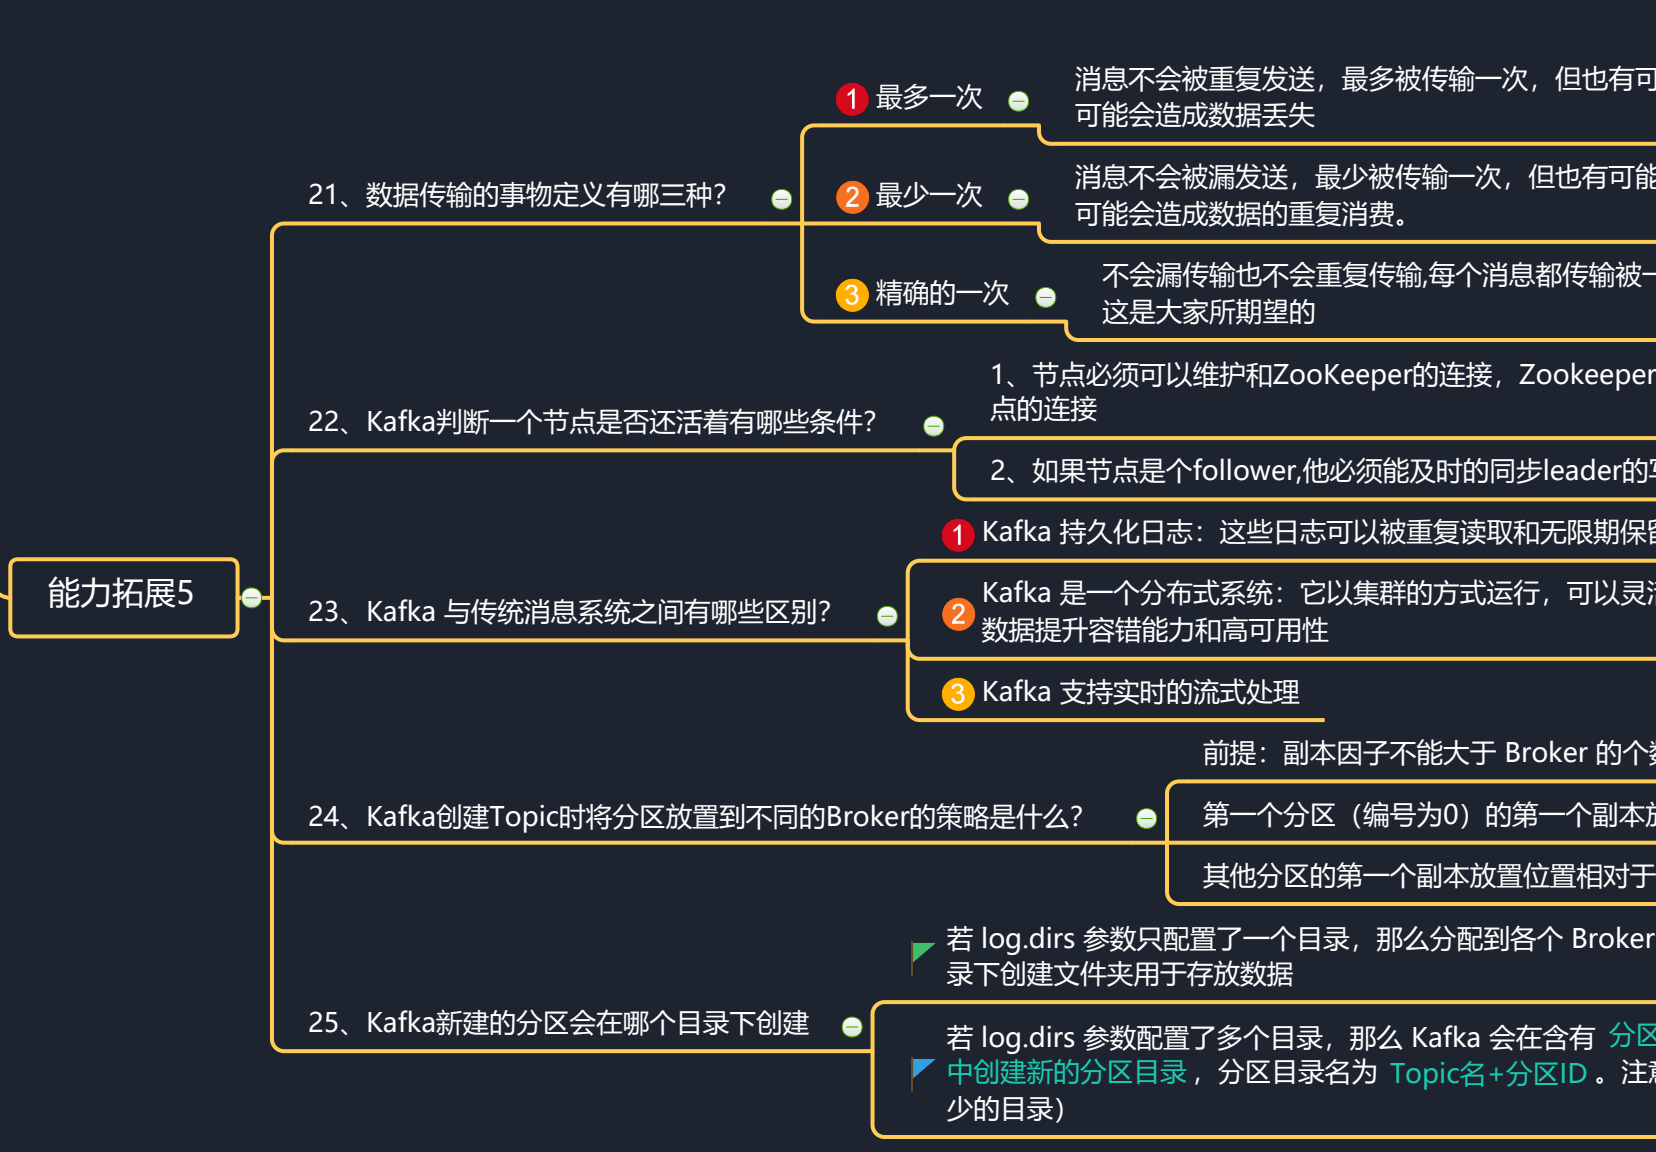 能力拓展5
21、数据传输的事物定义有哪三种？
1 最多一次
消息不会被重复发送，最多被传输一次，但也有可
可能会造成数据丢失
2 最少一次
消息不会被漏发送，最少被传输一次，但也有可能
可能会造成数据的重复消费。
3 精确的一次
不会漏传输也不会重复传输,每个消息都传输被一
这是大家所期望的
22、Kafka判断一个节点是否还活着有哪些条件？
1、节点必须可以维护和ZooKeeper的连接，Zookeeper
点的连接
2、如果节点是个follower,他必须能及时的同步leader的
23、Kafka 与传统消息系统之间有哪些区别？
1 Kafka 持久化日志：这些日志可以被重复读取和无限期保
2 Kafka 是一个分布式系统：它以集群的方式运行，可以灵
数据提升容错能力和高可用性
3 Kafka 支持实时的流式处理
24、Kafka创建Topic时将分区放置到不同的Broker的策略是什么？
前提：副本因子不能大于 Broker 的个
第一个分区（编号为0）的第一个副本
其他分区的第一个副本放置位置相对于
25、Kafka新建的分区会在哪个目录下创建
若 log.dirs 参数只配置了一个目录，那么分配到各个 Broker
录下创建文件夹用于存放数据
若 log.dirs 参数配置了多个目录，那么 Kafka 会在含有 分区
中创建新的分区目录，分区目录名为 Topic名+分区ID 。注
少的目录）